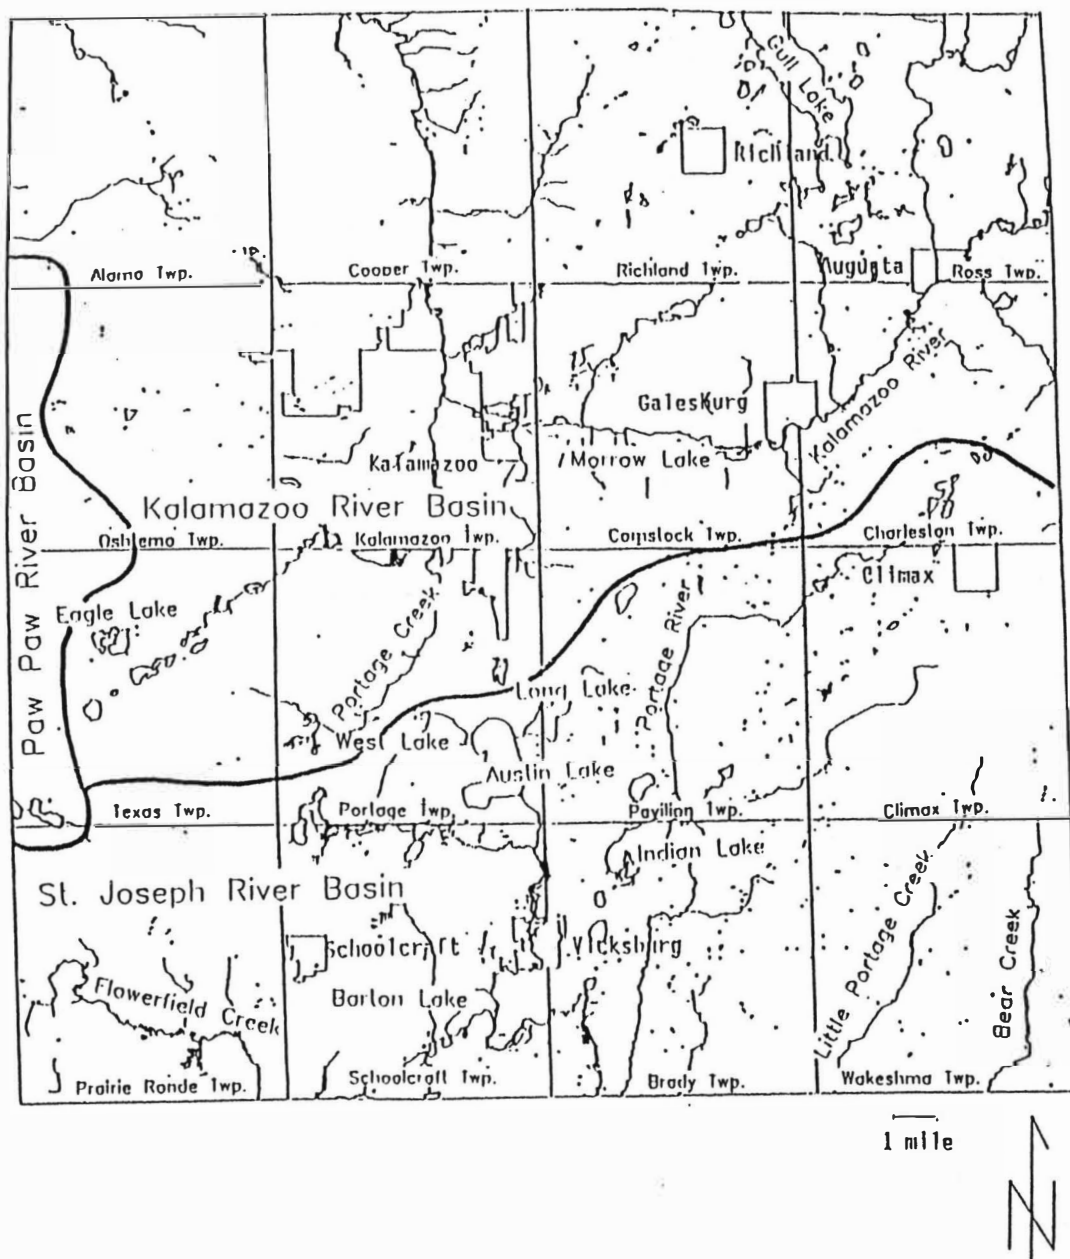 Gull Lake
Richland
Alamo Twp.
Cooper Twp.
Richland Twp.
Augusta
Ross Twp.
Galesburg
Kalamazoo River
Kalamazoo
Morrow Lake
Paw Paw River Basin
Kalamazoo River Basin
Oshtemo Twp.
Kalamazoo Twp.
Comstock Twp.
Charleston Twp.
Climax
Eagle Lake
Portage Creek
Portage River
Long Lake
West Lake
Austin Lake
Texas Twp.
Portage Twp.
Pavilion Twp.
Climax Twp.
Indian Lake
St. Joseph River Basin
Little Portage Creek
Bear Creek
Schoolcraft
Vicksburg
Flowerfield Creek
Barton Lake
Prairie Ronde Twp.
Schoolcraft Twp.
Brady Twp.
Wakeshma Twp.
1 mile
N